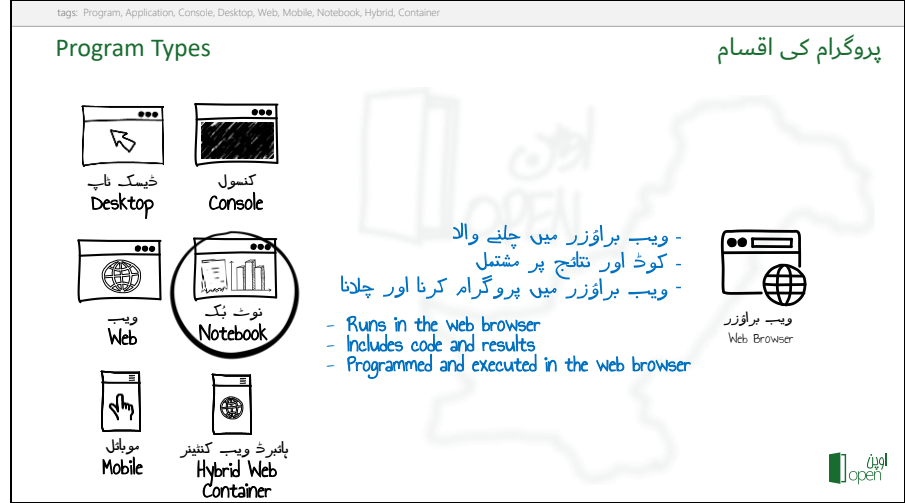 tags: Program, Application, Console, Desktop, Web, Mobile, Notebook, Hybrid, Container
Program Types
پروگرام کی اقسام
ڈیسک ٹاپ
Desktop
کنسول
Console
ویب
Web
نوٹ بُک
Notebook
موبائل
Mobile
ہائبرڈ ویب کنٹینر
Hybrid Web
Container
- ویب براؤزر میں چلنے والا
- کوڈ اور نتائج پر مشتمل
- ویب براؤزر میں پروگرام کرنا اور چلانا
- Runs in the web browser
- Includes code and results
- Programmed and executed in the web browser
ویب براؤزر
Web Browser
اوپن
OPEN
اوپن
open